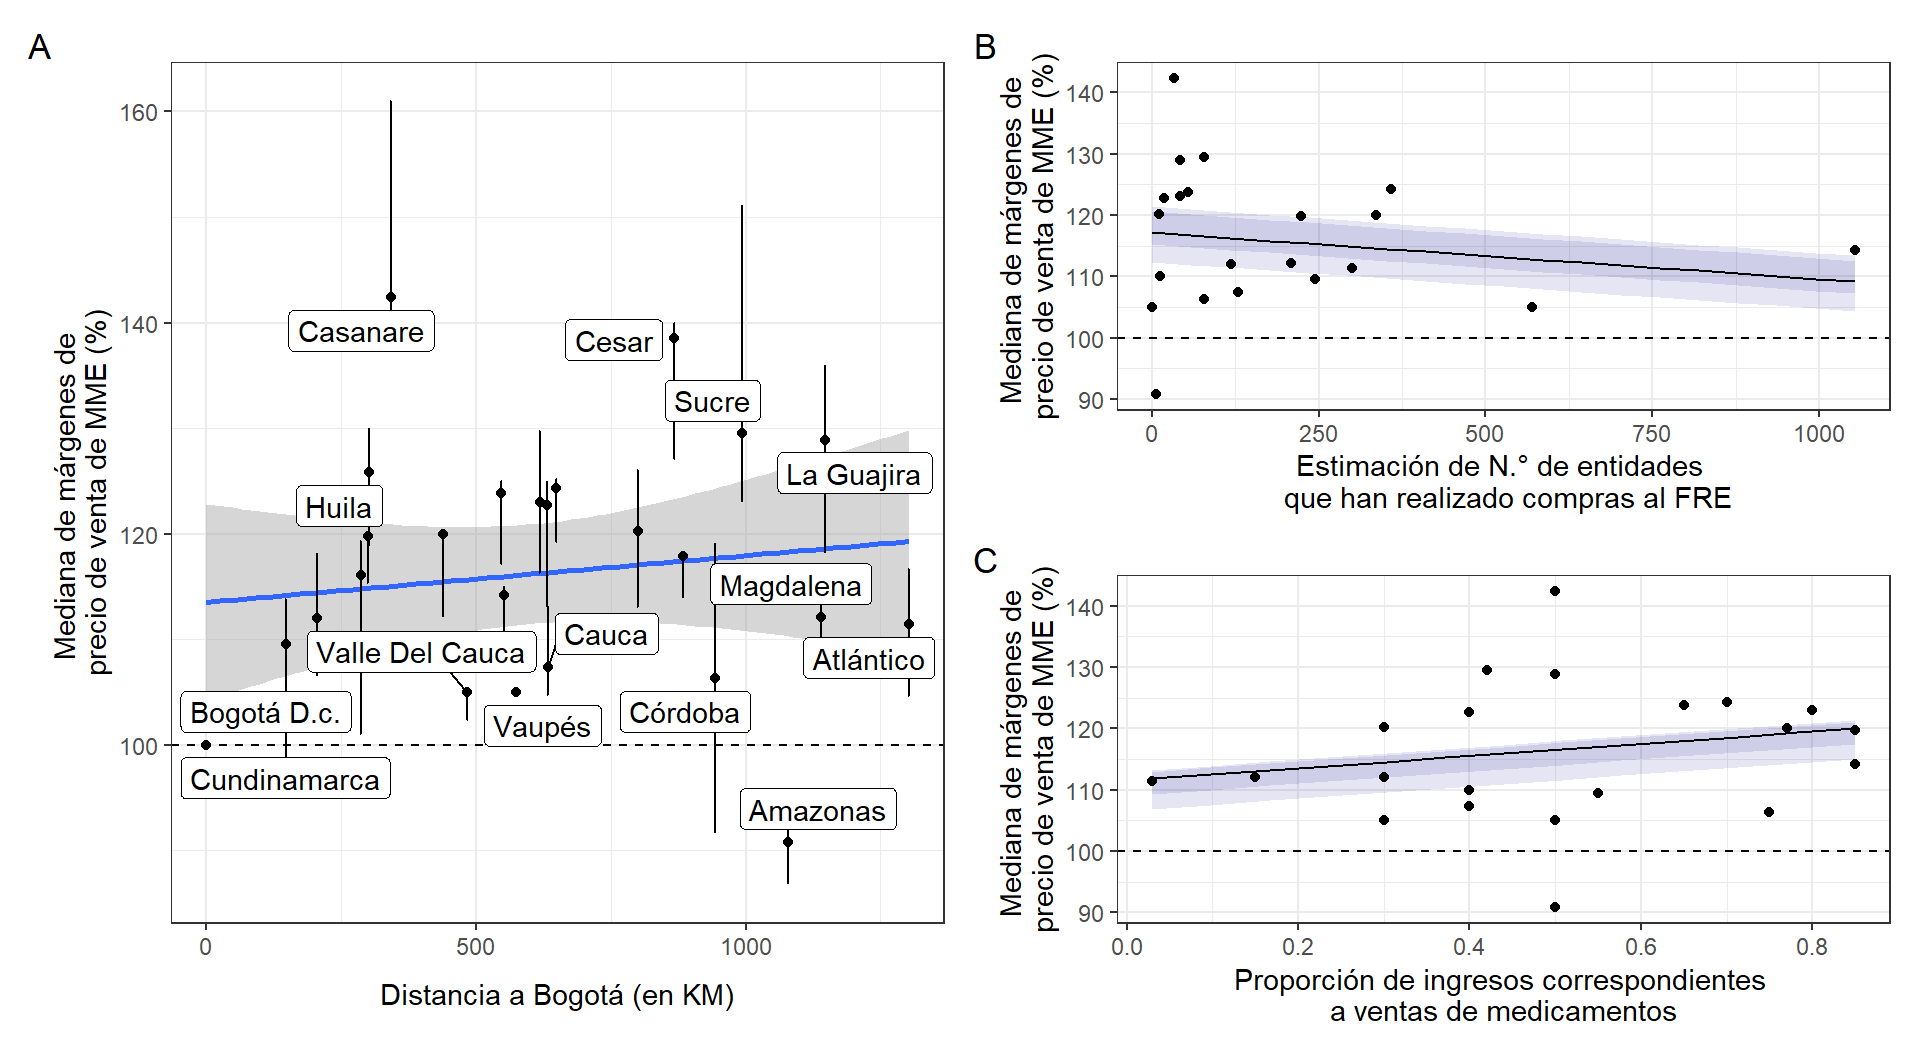 A
Mediana de márgenes de
precio de venta de MME (%)
160
140
120
100
Casanare
Cesar
Sucre
La Guajira
Huila
Magdalena
Cauca
Valle Del Cauca
Atlántico
Bogotá D.c.
Vaupés
Córdoba
Cundinamarca
Amazonas
0
500
1000
Distancia a Bogotá (en KM)
B
Mediana de márgenes de
precio de venta de MME (%)
140
130
120
110
100
90
0
250
500
750
1000
Estimación de N.° de entidades
que han realizado compras al FRE
C
Mediana de márgenes de
precio de venta de MME (%)
140
130
120
110
100
90
0.0
0.2
0.4
0.6
0.8
Proporción de ingresos correspondientes
a ventas de medicamentos